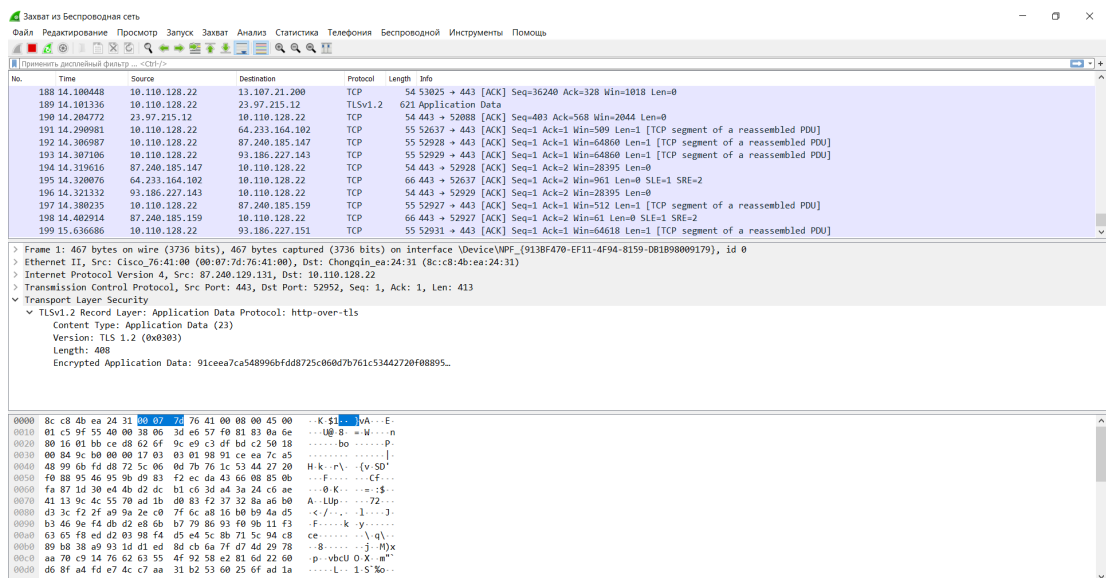 Захват из Беспроводная сеть
Файл Редактирование Просмотр Запуск Захват Анализ Статистика Телефония Беспроводной Инструменты Помощь
Применить дисплейный фильтр ... <Ctrl-/>
No. Time Source Destination Protocol Length Info
188 14.100448 10.110.128.22 13.107.21.200 TCP 54 53025 → 443 [ACK] Seq=36240 Ack=328 Win=1018 Len=0
189 14.101336 10.110.128.22 23.97.215.12 TLSv1.2 621 Application Data
190 14.204772 23.97.215.12 10.110.128.22 TCP 54 443 → 52088 [ACK] Seq=403 Ack=568 Win=2044 Len=0
191 14.290981 10.110.128.22 64.233.164.102 TCP 55 52637 → 443 [ACK] Seq=1 Ack=1 Win=509 Len=1 [TCP segment of a reassembled PDU]
192 14.306987 10.110.128.22 87.240.185.147 TCP 55 52928 → 443 [ACK] Seq=1 Ack=1 Win=64860 Len=1 [TCP segment of a reassembled PDU]
193 14.307106 10.110.128.22 93.186.227.143 TCP 55 52929 → 443 [ACK] Seq=1 Ack=1 Win=64860 Len=1 [TCP segment of a reassembled PDU]
194 14.319616 87.240.185.147 10.110.128.22 TCP 54 443 → 52928 [ACK] Seq=1 Ack=2 Win=28395 Len=0
195 14.320076 64.233.164.102 10.110.128.22 TCP 66 443 → 52637 [ACK] Seq=1 Ack=2 Win=961 Len=0 SLE=1 SRE=2
196 14.321332 93.186.227.143 10.110.128.22 TCP 54 443 → 52929 [ACK] Seq=1 Ack=2 Win=28395 Len=0
197 14.380235 10.110.128.22 87.240.185.159 TCP 55 52927 → 443 [ACK] Seq=1 Ack=1 Win=512 Len=1 [TCP segment of a reassembled PDU]
198 14.402914 87.240.185.159 10.110.128.22 TCP 66 443 → 52927 [ACK] Seq=1 Ack=2 Win=61 Len=0 SLE=1 SRE=2
199 15.636686 10.110.128.22 93.186.227.151 TCP 55 52931 → 443 [ACK] Seq=1 Ack=1 Win=64618 Len=1 [TCP segment of a reassembled PDU]
Frame 1: 467 bytes on wire (3736 bits), 467 bytes captured (3736 bits) on interface \Device\NPF_{913BF470-EF11-4F94-8159-DB1B98009179}, id 0
Ethernet II, Src: Cisco_76:41:00 (00:07:7d:76:41:00), Dst: Chongqin_ea:24:31 (8c:c8:4b:ea:24:31)
Internet Protocol Version 4, Src: 87.240.129.131, Dst: 10.110.128.22
Transmission Control Protocol, Src Port: 443, Dst Port: 52952, Seq: 1, Ack: 1, Len: 413
Transport Layer Security
TLSv1.2 Record Layer: Application Data Protocol: http-over-tls
Content Type: Application Data (23)
Version: TLS 1.2 (0x0303)
Length: 408
Encrypted Application Data: 91ceea7ca548996bfdd8725c060d7b761c53442720f08895…
0000 8c c8 4b ea 24 31 00 07 7d 76 41 00 08 00 45 00 ··K·$1·· }vA···E·
0010 01 c5 9f 55 40 00 38 06 3d e6 57 f0 81 83 0a 6e ···U@·8· =·W····n
0020 80 16 01 bb ce d8 62 6f 9c e9 c3 df bd c2 50 18 ······bo ······P·
0030 00 84 9c b0 00 00 17 03 03 01 98 91 ce ea 7c a5 ········ ······|·
0040 48 99 6b fd d8 72 5c 06 0d 7b 76 1c 53 44 27 20 H·k··r\· ·{v·SD'
0050 f0 88 95 46 95 9b d9 83 f2 ec da 43 66 08 85 0b ···F···· ···Cf···
0060 fa 87 1d 30 e4 4b d2 dc b1 c6 3d a4 3a 24 c6 ae ···0·K·· ··=·:$··
0070 41 13 9c 4c 55 70 ad 1b d0 83 f2 37 32 8a a6 b0 A··LUp·· ···72···
0080 d3 3c f2 2f a9 9a 2e c0 7f 6c a8 16 b0 b9 4a d5 ·<·/··.· ·l····J·
0090 b3 46 9e f4 db d2 e8 6b b7 79 86 93 f0 9b 11 f3 ·F·····k ·y······
00a0 63 65 f8 ed d2 03 98 f4 d5 e4 5c 8b 71 5c 94 c8 ce······ ··\·q\··
00b0 89 b8 38 a9 93 1d d1 ed 8d cb 6a 7f d7 4d 29 78 ··8····· ··j··M)x
00c0 aa 70 c9 14 76 62 63 55 4f 92 58 e2 81 6d 22 60 ·p··vbcU O·X··m"`
00d0 d6 8f a4 fd e7 4c c7 aa 31 b2 53 60 25 6f ad 1a ·····L·· 1·S`%o··